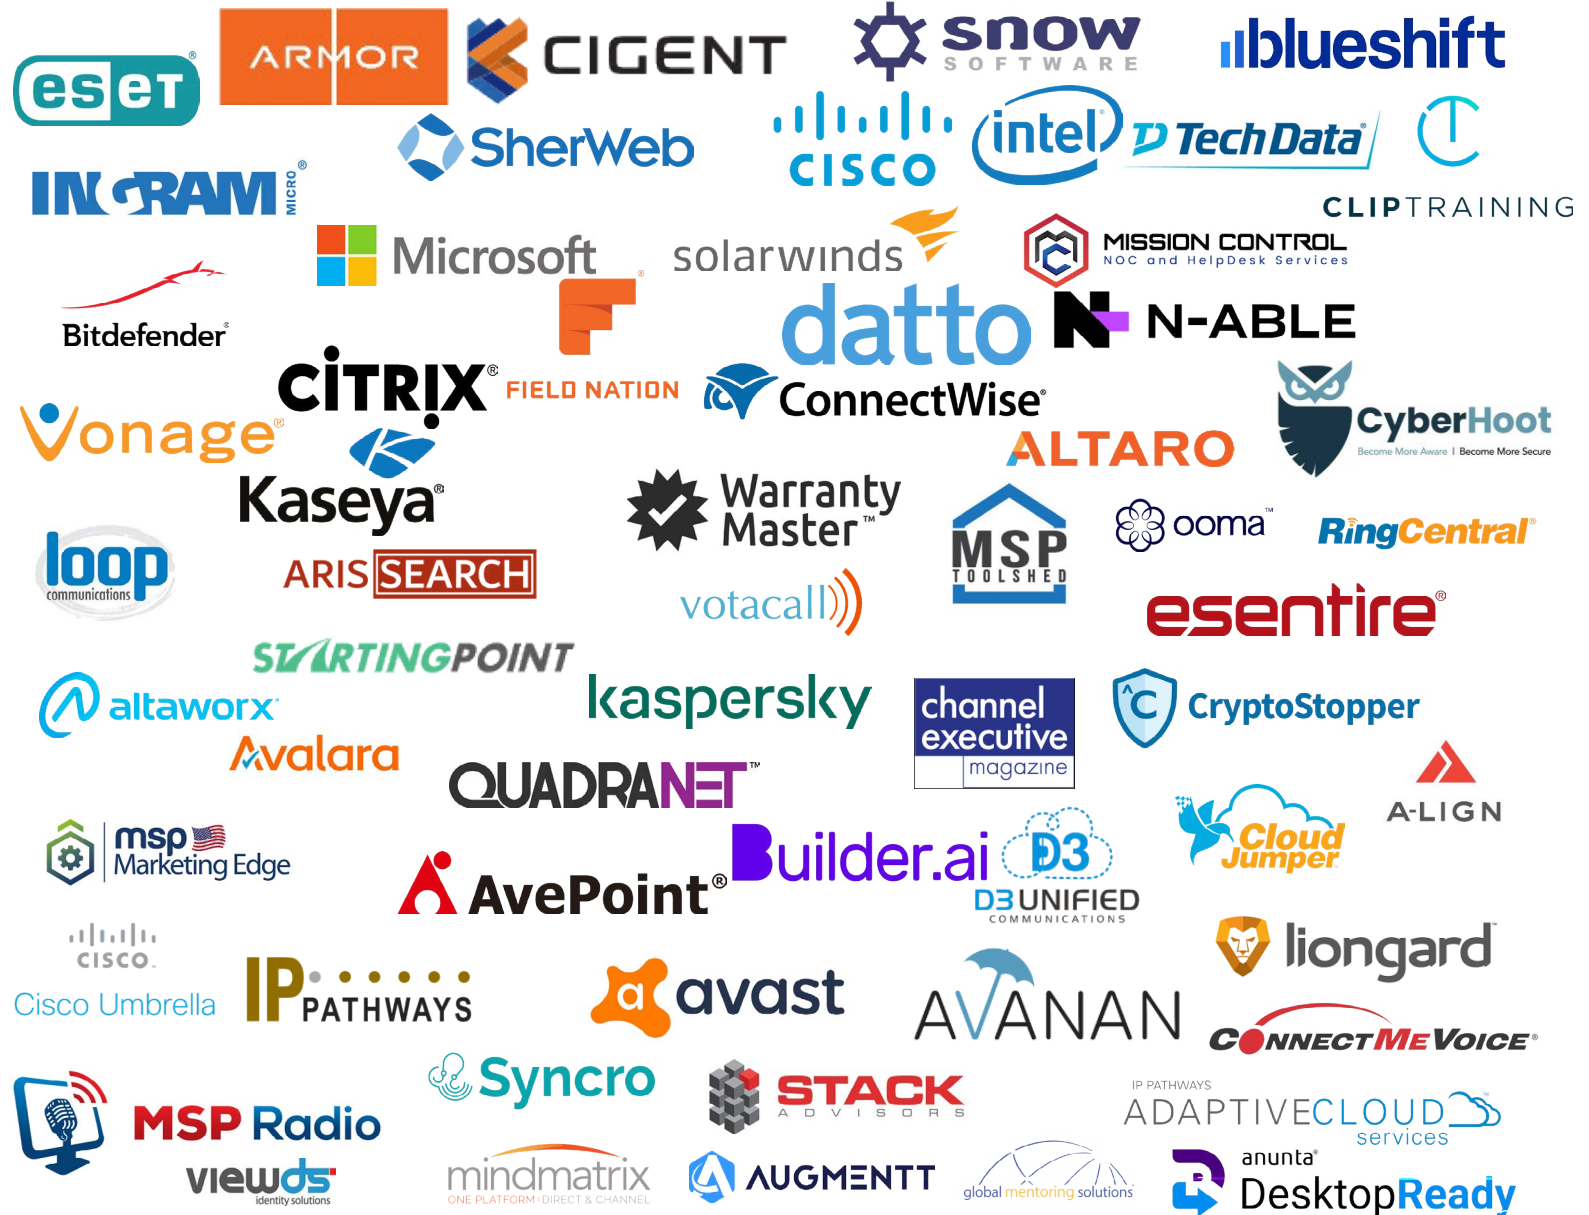 eseT®
ARMOR
CIGENT
snow
SOFTWARE
blueshift
SherWeb
CISCO
intel®
TD TechData®
CLIPTRAINING
INGRAM MICRO®
Microsoft
solarwinds
MISSION CONTROL
NOC and HelpDesk Services
Bitdefender®
FIELD NATION
datto
N-ABLE
CiTRIX®
ConnectWise®
CyberHoot
Become More Aware | Become More Secure
Vonage®
ALTARO
Kaseya®
Warranty
Master™
MSP
TOOLSHED
ooma™
RingCentral®
loop
communications
ARIS SEARCH
votacall
esentire®
STARTINGPOINT
altaworx
kaspersky
channel
executive
magazine
C
CryptoStopper
Avalara
QUADRANET™
A-LIGN
msp
Marketing Edge
AvePoint®
Builder.ai
D3
D3 UNIFIED
COMMUNICATIONS
Cloud
Jumper
CISCO
Cisco Umbrella
IP PATHWAYS
a avast
AVANAN
liongard™
CONNECTMEVOICE®
Syncro
STACK
ADVISORS
MSP Radio
IP PATHWAYS
ADAPTIVECLOUD
services
viewds
identity solutions
mindmatrix
ONE PLATFORM: DIRECT & CHANNEL
AUGMENTT
global mentoring solutions
anunta®
DesktopReady